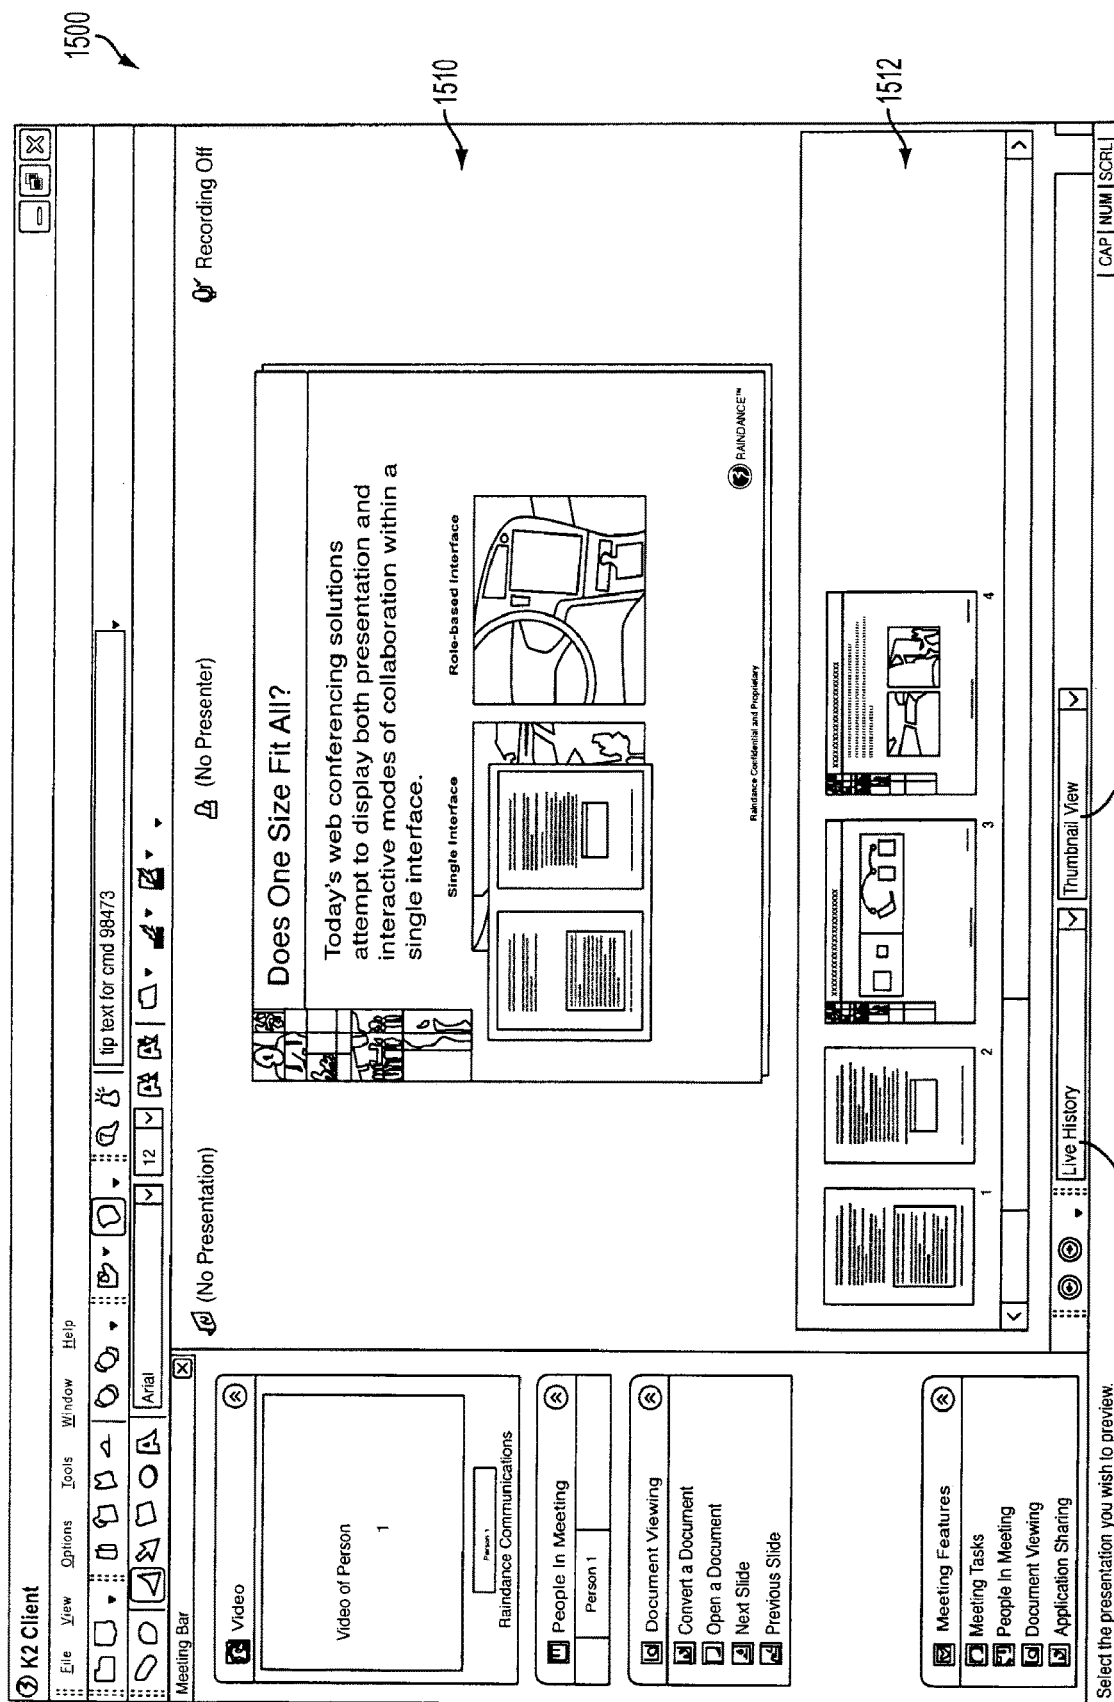 1500
K2 Client
File View Options Tools Window Help
tip text for cmd 98473
Arial 12
Meeting Bar
(No Presentation) (No Presenter) Recording Off
Video
Video of Person
1
Person 1
Raindance Communications
People In Meeting
Person 1
Document Viewing
Convert a Document
Open a Document
Next Slide
Previous Slide
Meeting Features
Meeting Tasks
People In Meeting
Document Viewing
Application Sharing
Does One Size Fit All?
Today's web conferencing solutions
attempt to display both presentation and
interactive modes of collaboration within a
single interface.
Single Interface Role-based Interface
Raindance Confidential and Proprietary
RAINDANCE™
1510
XXXXXXXXXXXXXXXXXXXX XXXXXXXXXXXXXXXXXXXX
1 2 3 4
1512
Live History Thumbnail View
Select the presentation you wish to preview.
CAP NUM SCRL